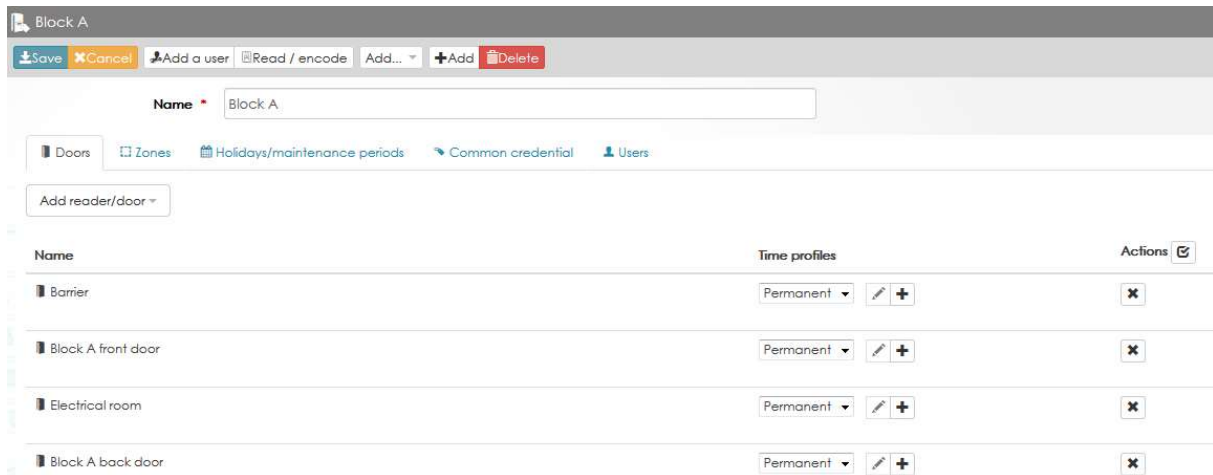 Block A
Save Cancel Add a user Read / encode Add... Add Delete
Name * Block A
Doors Zones Holidays/maintenance periods Common credential Users
Add reader/door
Name Time profiles Actions
Barrier Permanent
Block A front door Permanent
Electrical room Permanent
Block A back door Permanent